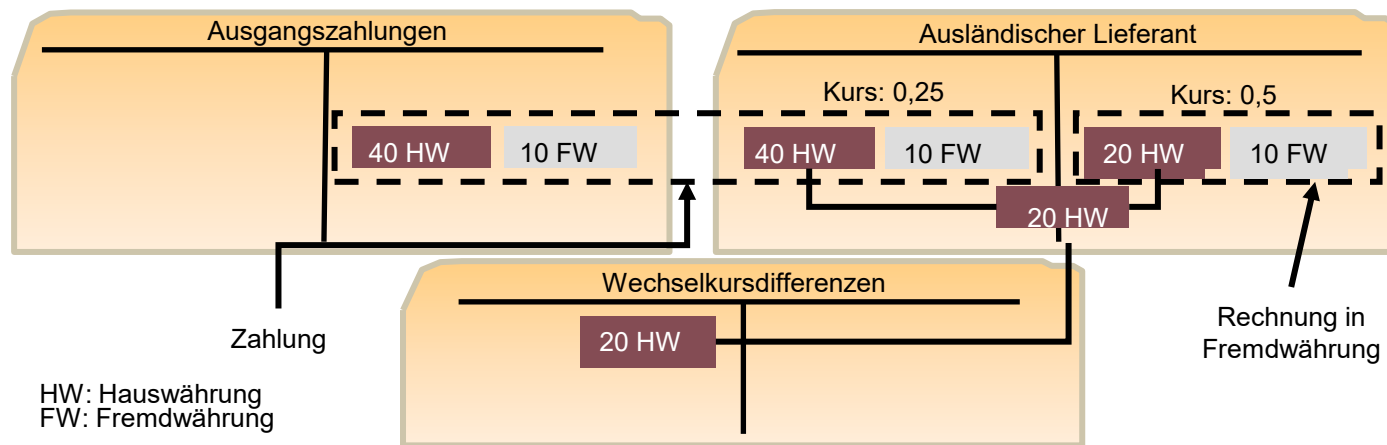 Ausgangszahlungen
Ausländischer Lieferant
Kurs: 0,25
Kurs: 0,5
40 HW
10 FW
40 HW
10 FW
20 HW
10 FW
20 HW
Wechselkursdifferenzen
20 HW
Zahlung
Rechnung in
Fremdwährung
HW: Hauswährung
FW: Fremdwährung